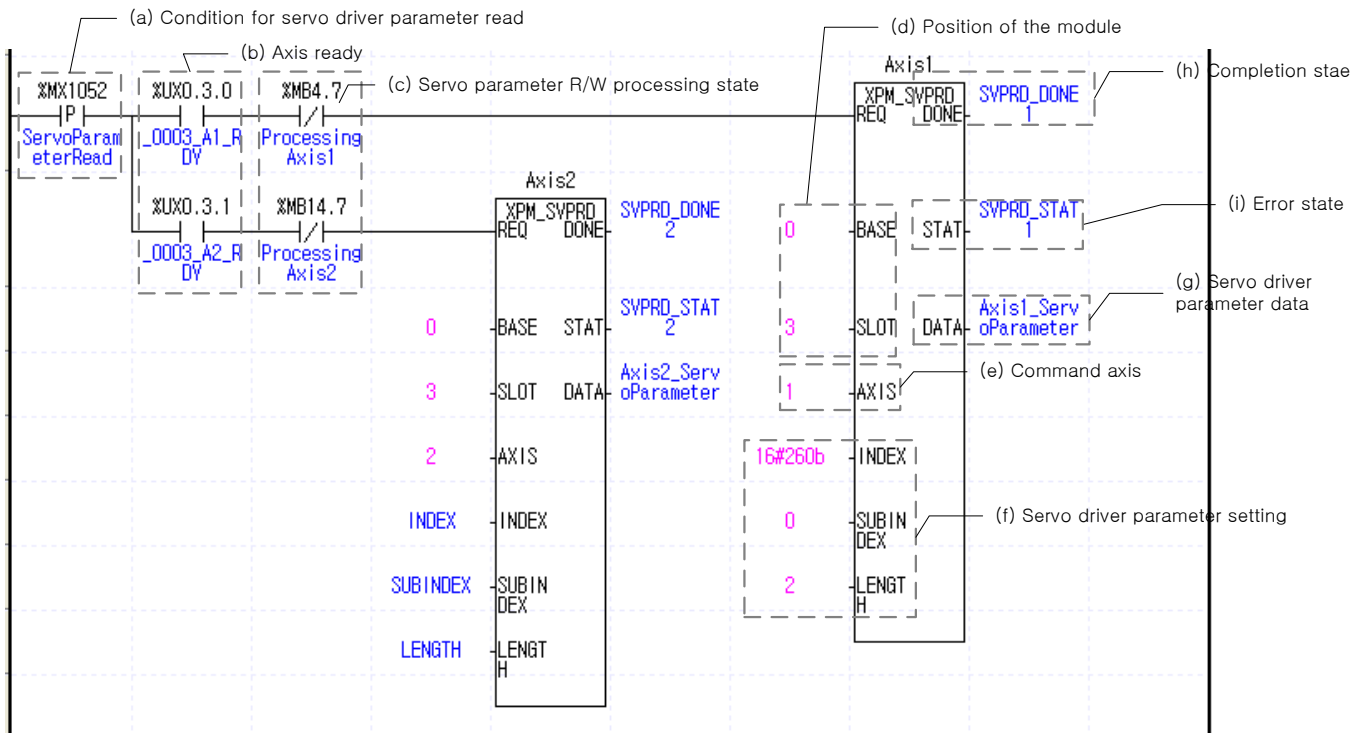 (a) Condition for servo driver parameter read
(b) Axis ready
(c) Servo parameter R/W processing state
(d) Position of the module
(h) Completion stae
%MX1052
P
ServoParam
eterRead
%UX0.3.0
_0003_A1_R
DY
%MB4.7
Processing
Axis1
%UX0.3.1
_0003_A2_R
DY
%MB14.7
Processing
Axis2
Axis2
XPM_SVPRD
REQ DONE
SVPRD_DONE
2
0
BASE STAT
SVPRD_STAT
2
3
SLOT DATA
Axis2_Serv
oParameter
2
AXIS
INDEX
INDEX
SUBINDEX
SUBIN
DEX
LENGTH
LENGT
H
Axis1
XPM_SVPRD
REQ DONE
SVPRD_DONE
1
0
BASE STAT
SVPRD_STAT
1
(i) Error state
3
SLOT DATA
Axis1_Serv
oParameter
(g) Servo driver
parameter data
1
AXIS
(e) Command axis
16#260b
INDEX
0
SUBIN
DEX
(f) Servo driver parameter setting
2
LENGT
H